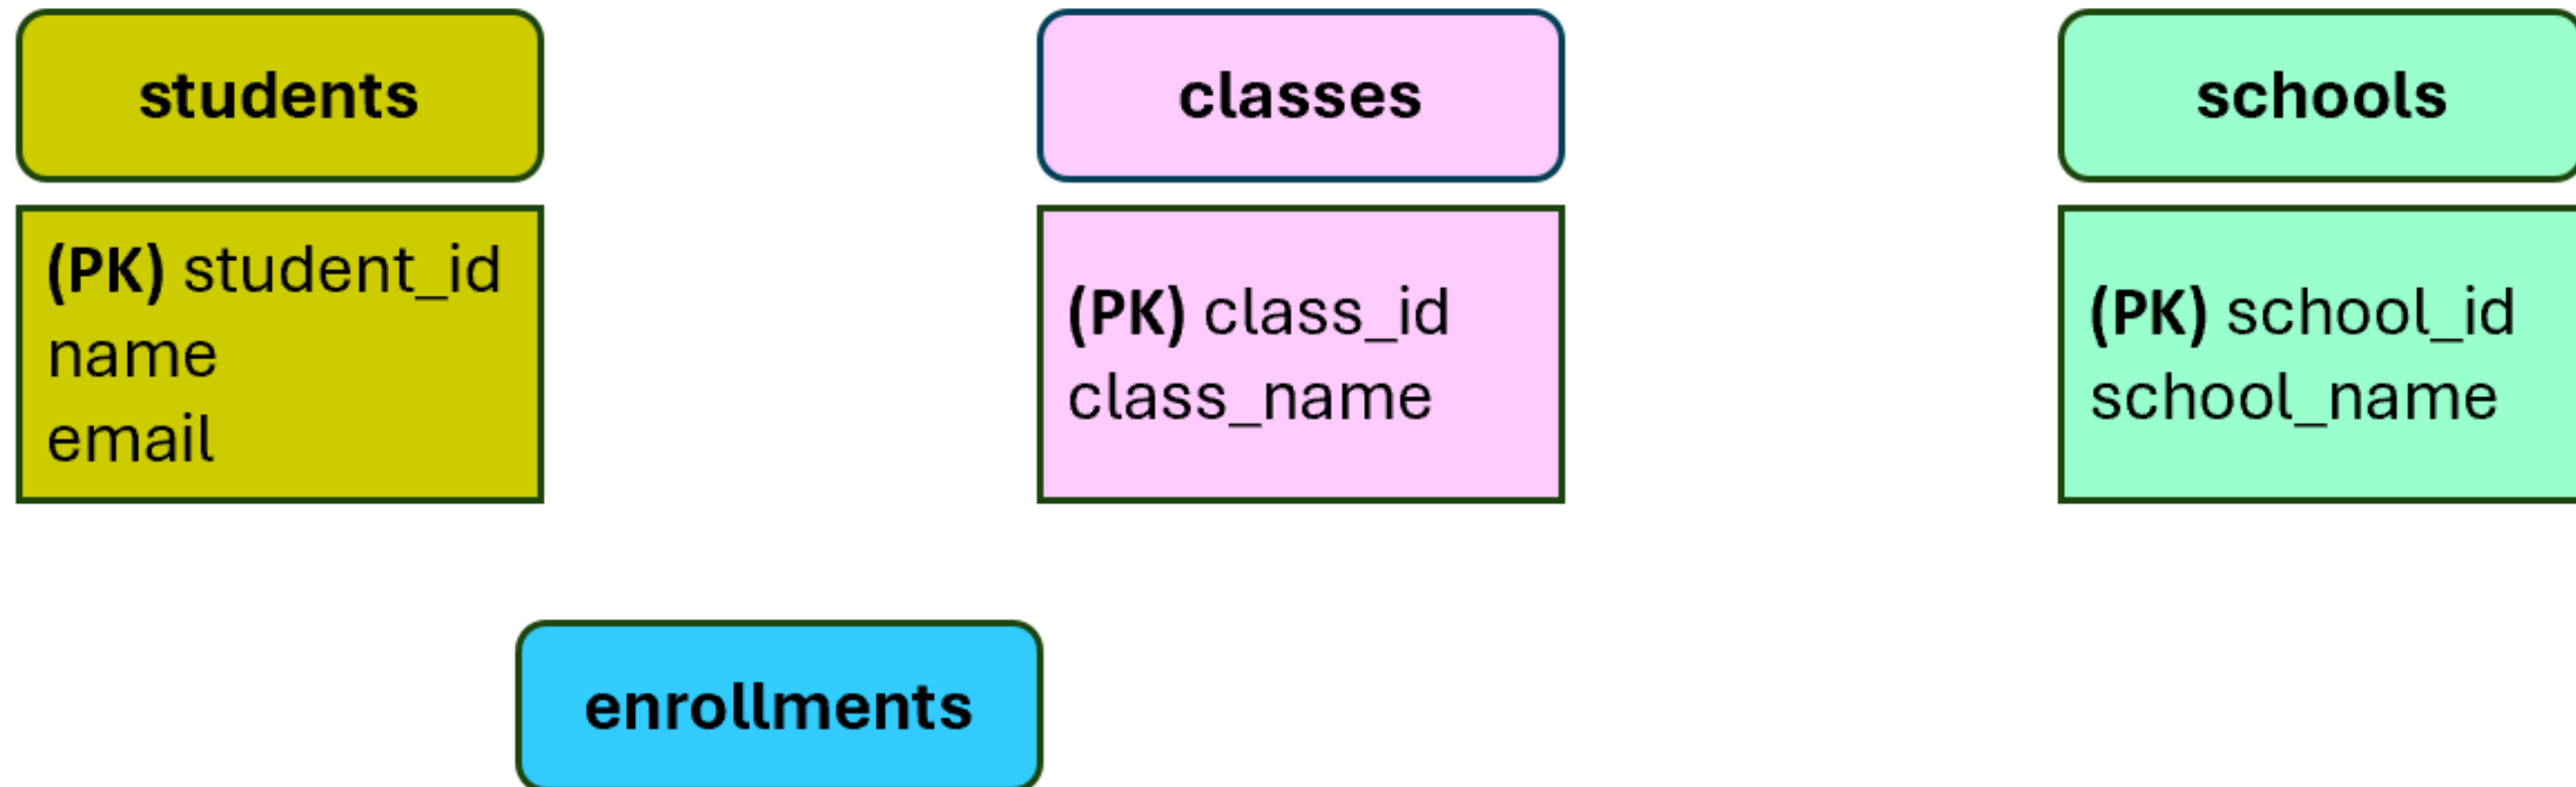 students
(PK) student_id
name
email
classes
(PK) class_id
class_name
schools
(PK) school_id
school_name
enrollments